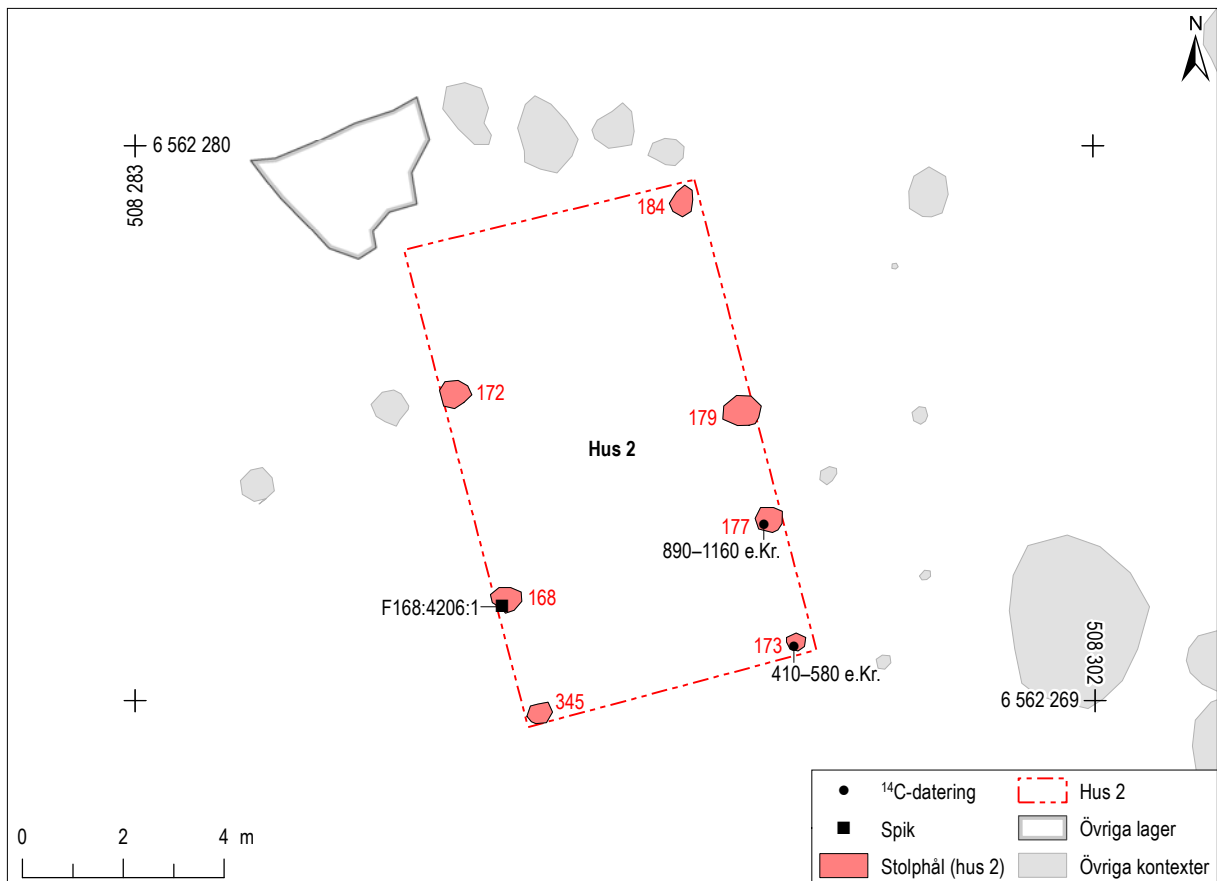 N
6 562 280
508 283
184
172
179
Hus 2
177
890–1160 e.Kr.
F168:4206:1
168
173
410–580 e.Kr.
345
508 302
6 562 269
0 2 4 m
¹⁴C-datering
Hus 2
Spik
Övriga lager
Stolphål (hus 2)
Övriga kontexter